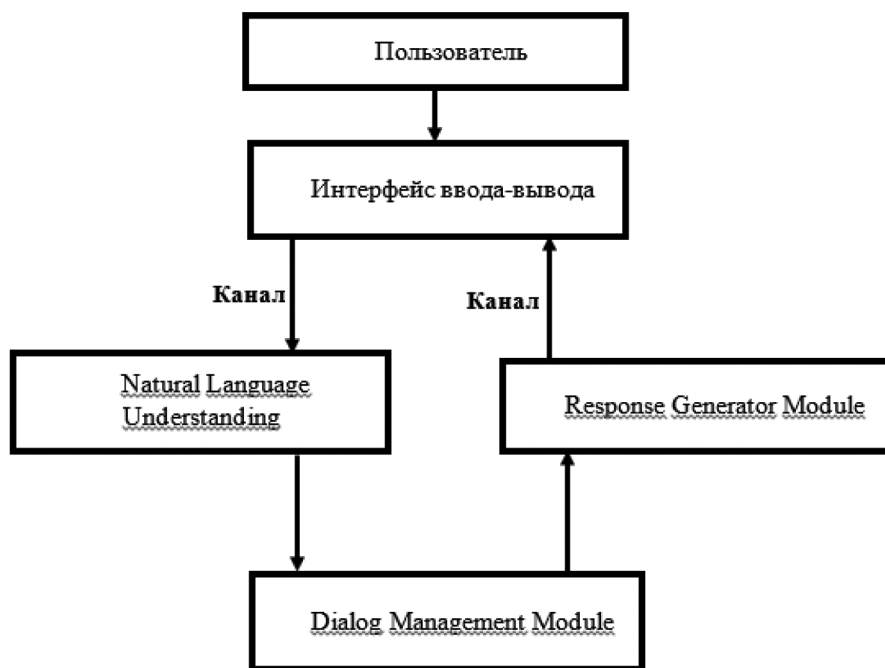 Пользователь
Интерфейс ввода-вывода
Канал
Канал
Natural Language
Understanding
Response Generator Module
Dialog Management Module